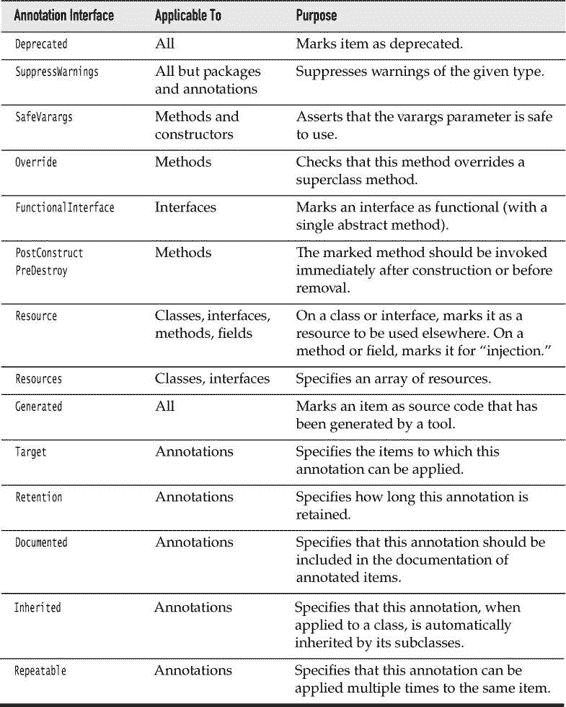 Annotation Interface Applicable To Purpose
Deprecated All Marks item as deprecated.
SuppressWarnings All but packages Suppresses warnings of the given type.
and annotations
SafeVarargs Methods and Asserts that the varargs parameter is safe
constructors to use.
Override Methods Checks that this method overrides a
superclass method.
FunctionalInterface Interfaces Marks an interface as functional (with a
single abstract method).
PostConstruct Methods The marked method should be invoked
PreDestroy immediately after construction or before
removal.
Resource Classes, interfaces, On a class or interface, marks it as a
methods, fields resource to be used elsewhere. On a
method or field, marks it for “injection.”
Resources Classes, interfaces Specifies an array of resources.
Generated All Marks an item as source code that has
been generated by a tool.
Target Annotations Specifies the items to which this
annotation can be applied.
Retention Annotations Specifies how long this annotation is
retained.
Documented Annotations Specifies that this annotation should be
included in the documentation of
annotated items.
Inherited Annotations Specifies that this annotation, when
applied to a class, is automatically
inherited by its subclasses.
Repeatable Annotations Specifies that this annotation can be
applied multiple times to the same item.